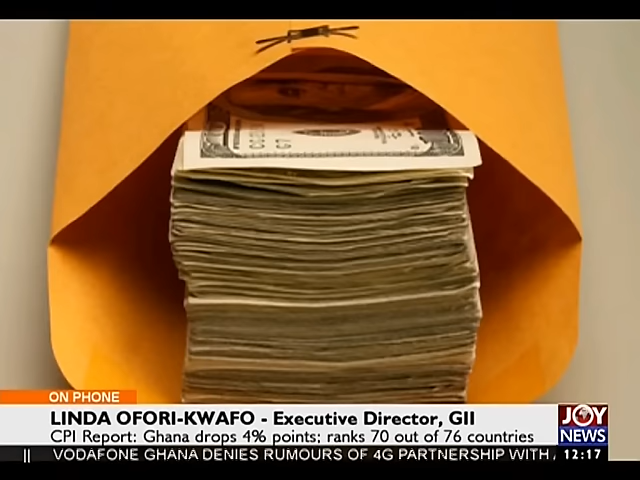 ON PHONE
LINDA OFORI-KWAFO - Executive Director, GII
CPI Report: Ghana drops 4% points; ranks 70 out of 76 countries
JOY
NEWS
VODAFONE GHANA DENIES RUMOURS OF 4G PARTNERSHIP WITH
12:17